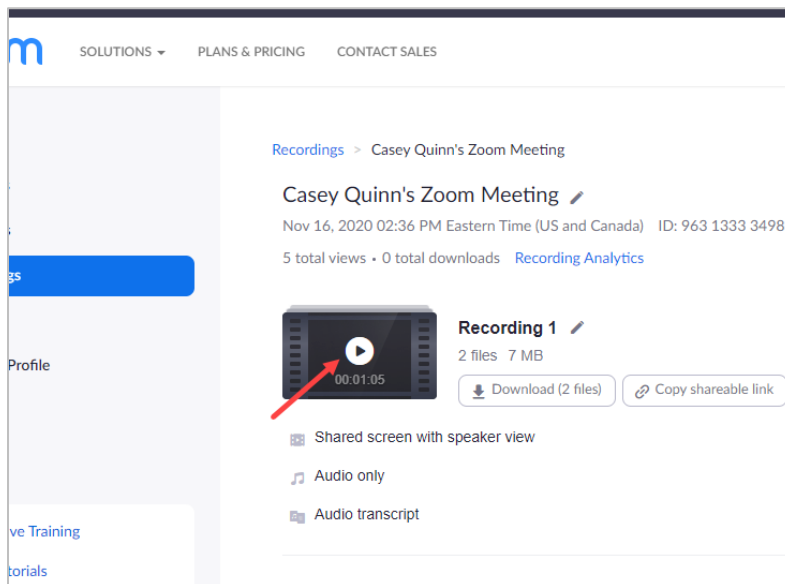 m SOLUTIONS PLANS & PRICING CONTACT SALES
Recordings > Casey Quinn's Zoom Meeting
Casey Quinn's Zoom Meeting
Nov 16, 2020 02:36 PM Eastern Time (US and Canada) ID: 963 1333 3498
5 total views • 0 total downloads Recording Analytics
gs
Profile
Recording 1
2 files 7 MB
00:01:05
Download (2 files) Copy shareable link
Shared screen with speaker view
Audio only
Audio transcript
ve Training
torials